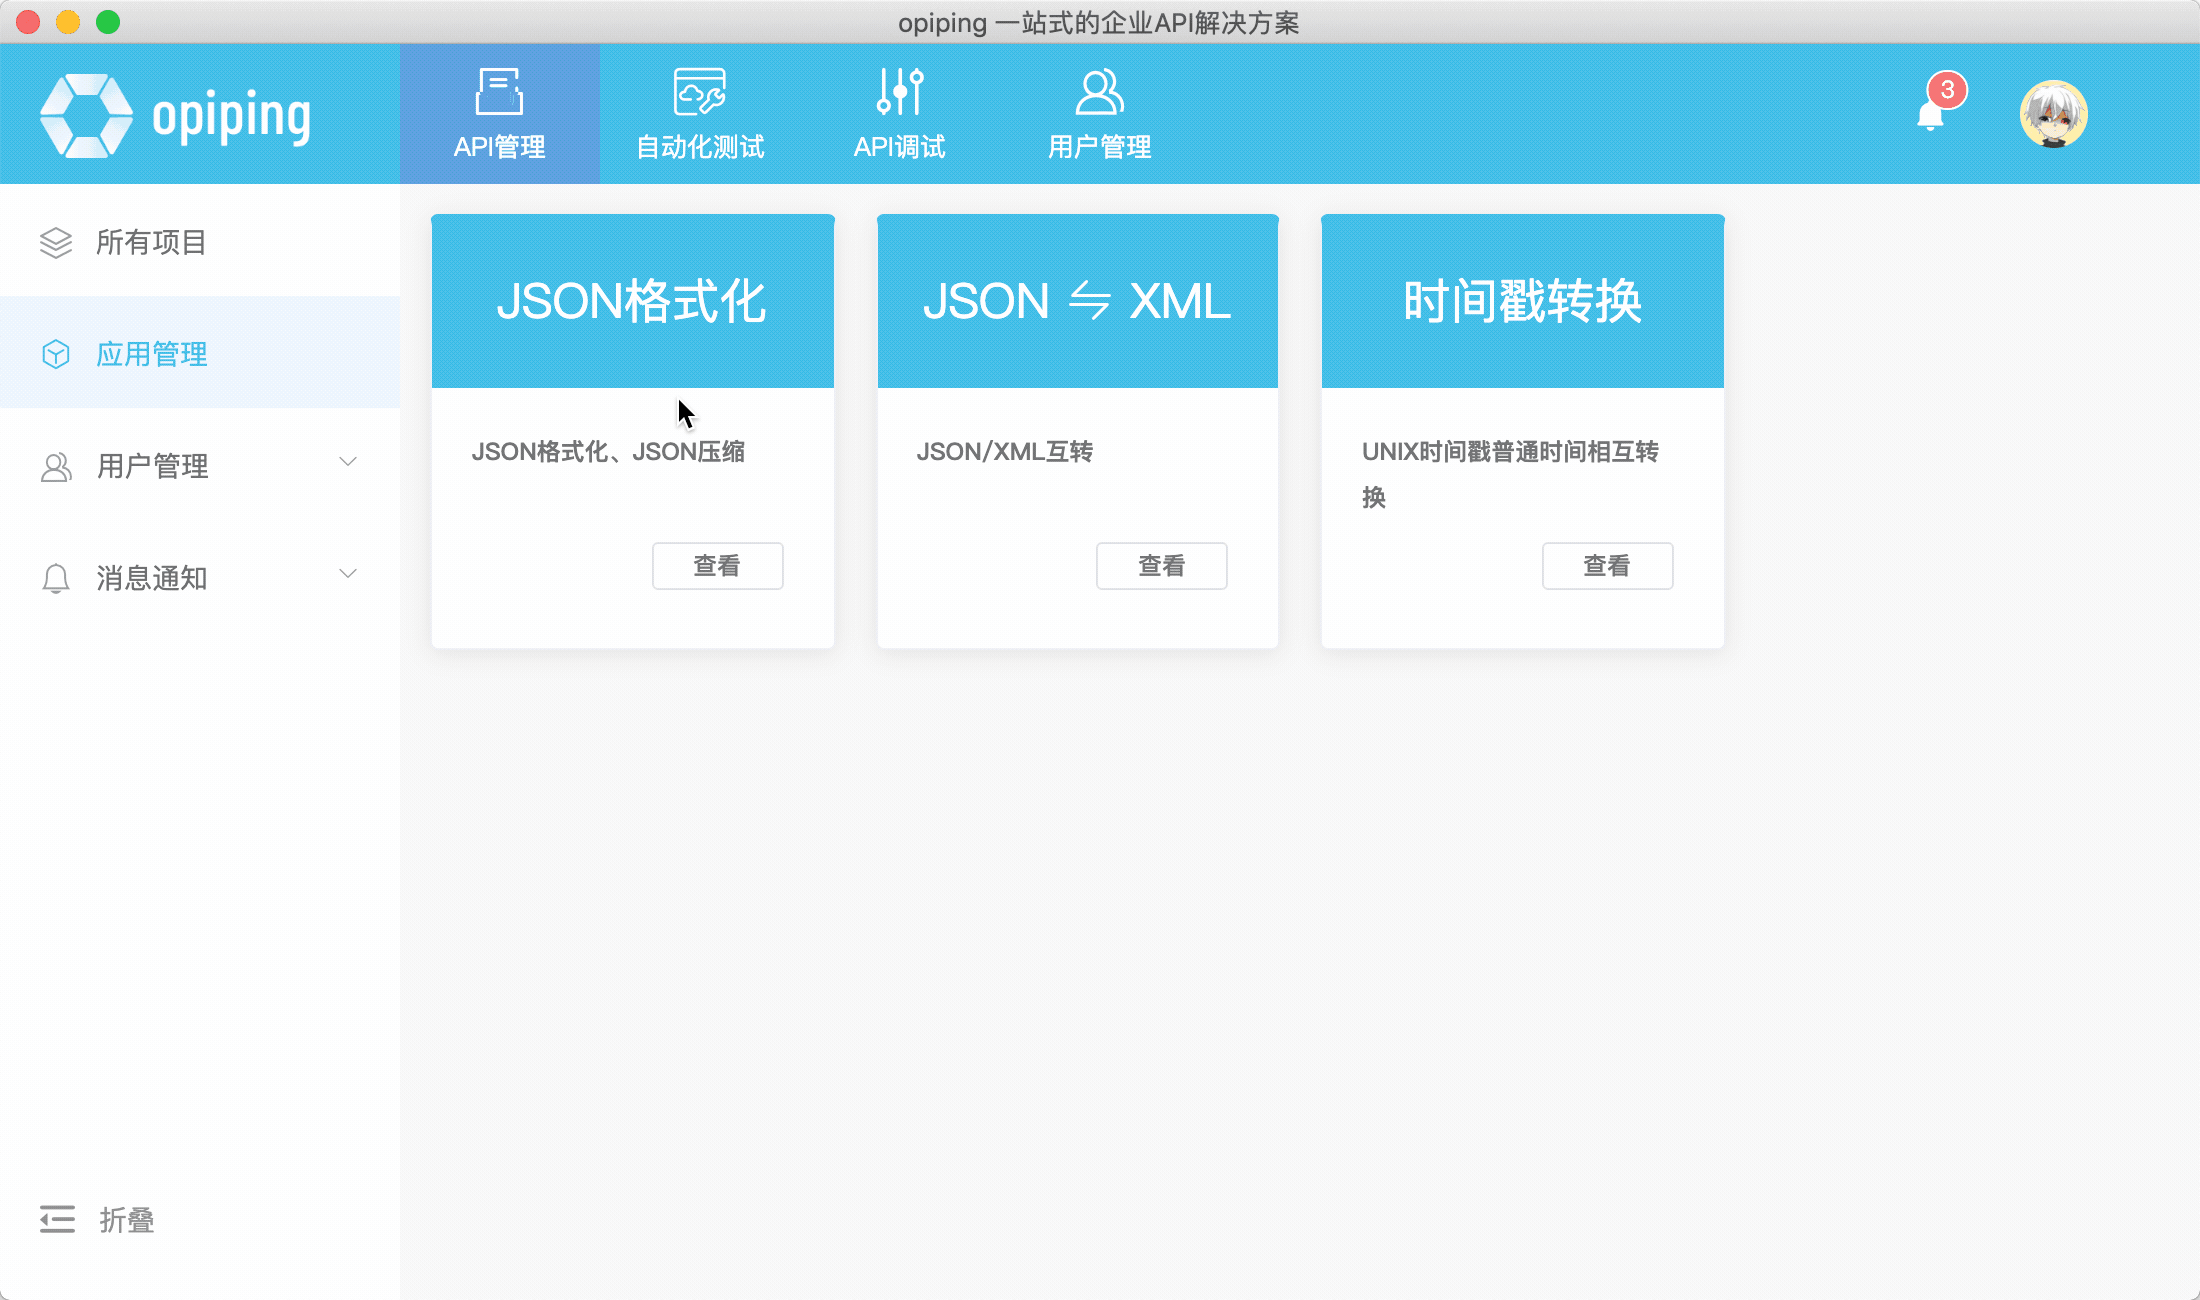 opiping 一站式的企业API解决方案
opiping
API管理
自动化测试
API调试
用户管理
3
所有项目
应用管理
用户管理
消息通知
折叠
JSON格式化
JSON格式化、JSON压缩
查看
JSON ⇋ XML
JSON/XML互转
查看
时间戳转换
UNIX时间戳普通时间相互转
换
查看